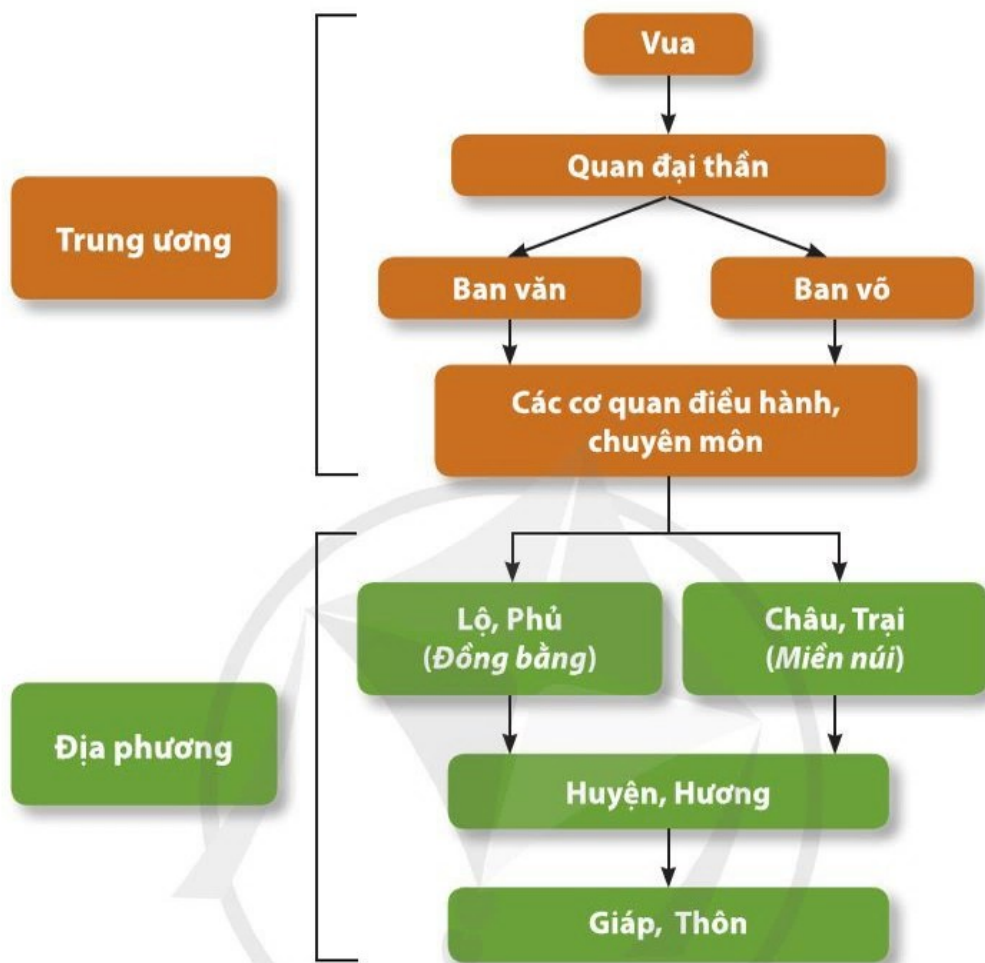 Vua
Quan đại thần
Trung ương
Ban văn
Ban võ
Các cơ quan điều hành,
chuyên môn
Lộ, Phủ
(Đồng bằng)
Châu, Trại
(Miền núi)
Địa phương
Huyện, Hương
Giáp, Thôn